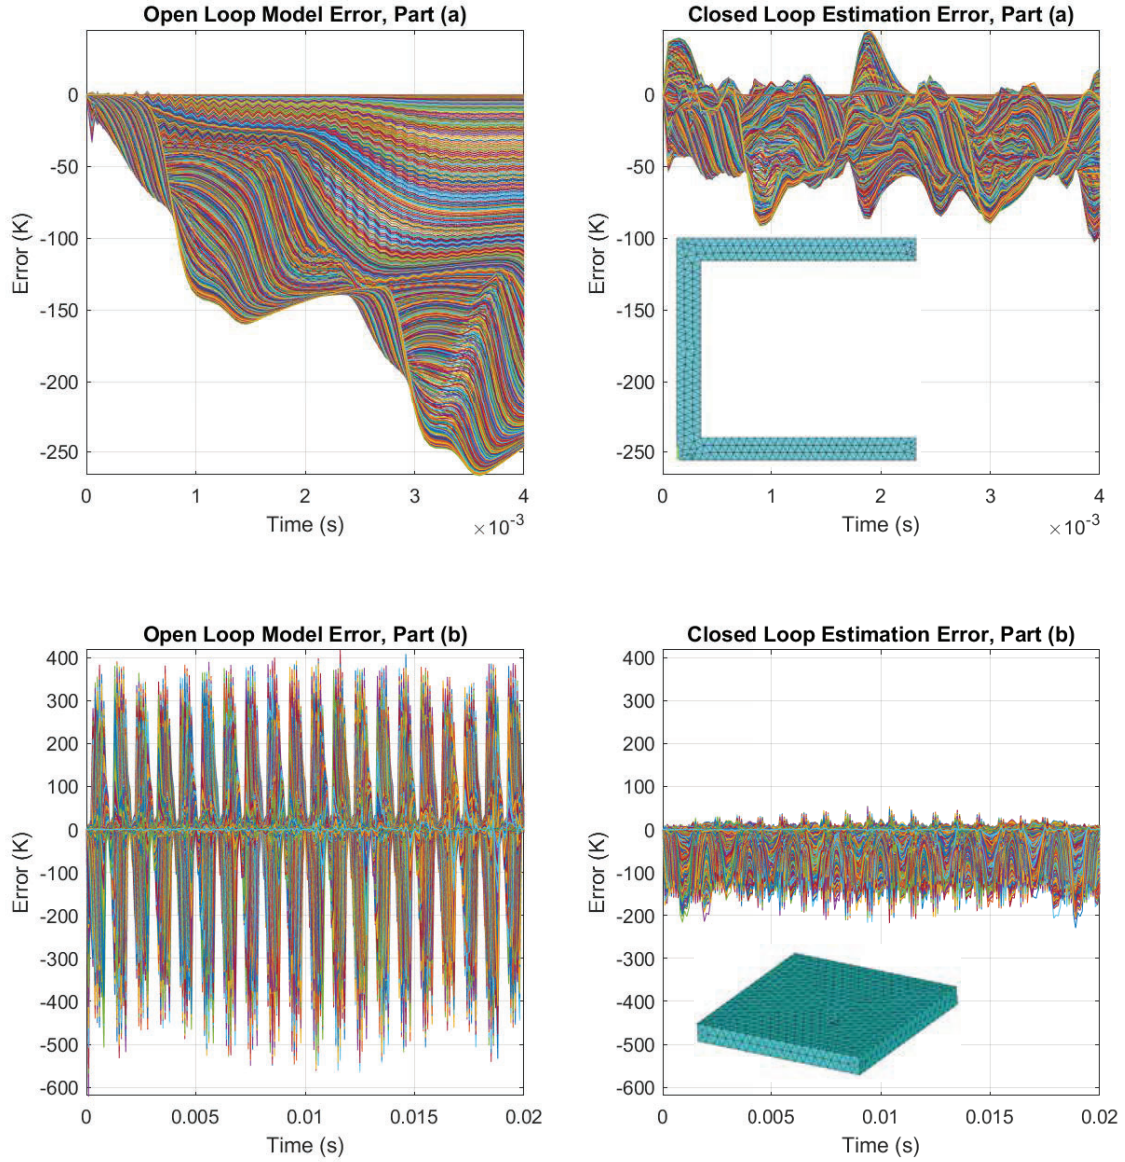 Open Loop Model Error, Part (a)
Error (K)
0
-50
-100
-150
-200
-250
0 1 2 3 4
×10⁻³
Time (s)
Closed Loop Estimation Error, Part (a)
Error (K)
0
-50
-100
-150
-200
-250
0 1 2 3 4
×10⁻³
Time (s)
Open Loop Model Error, Part (b)
Error (K)
400
300
200
100
0
-100
-200
-300
-400
-500
-600
0 0.005 0.01 0.015 0.02
Time (s)
Closed Loop Estimation Error, Part (b)
Error (K)
400
300
200
100
0
-100
-200
-300
-400
-500
-600
0 0.005 0.01 0.015 0.02
Time (s)